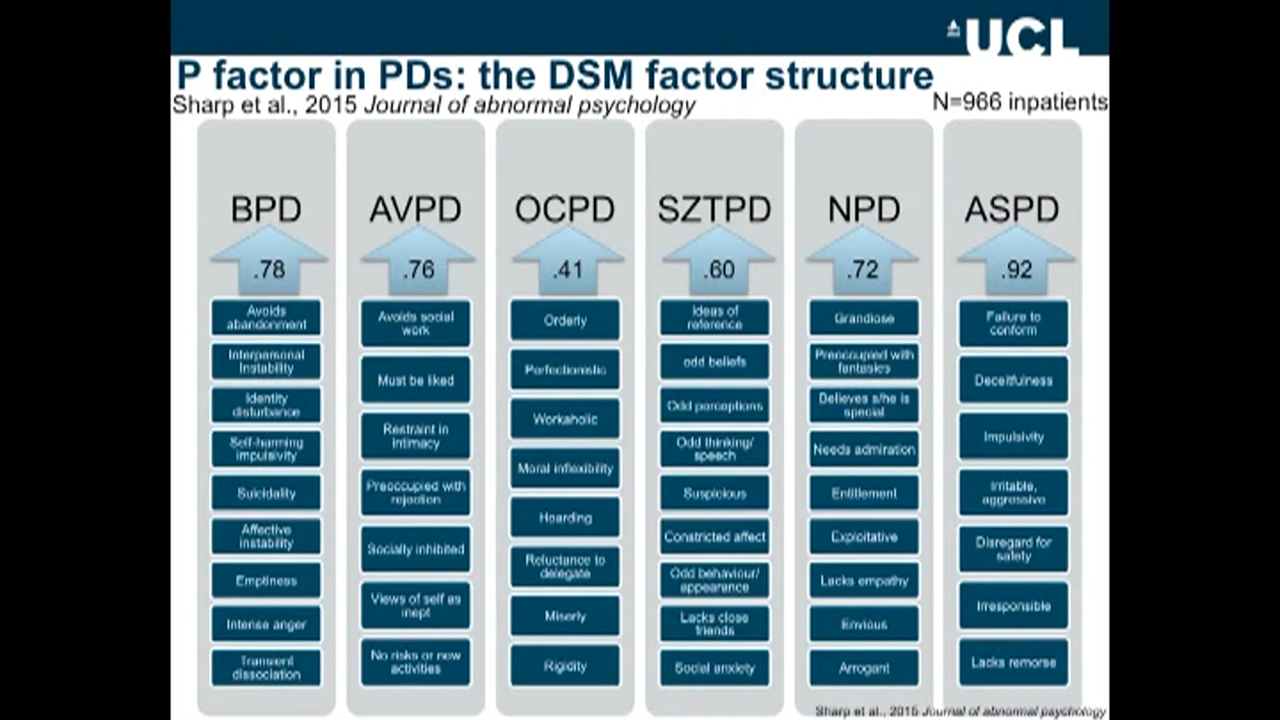 UCL
P factor in PDs: the DSM factor structure
Sharp et al., 2015 Journal of abnormal psychology
N=966 inpatients
BPD
.78
Avoids
abandonment
Interpersonal
Instability
Identity
disturbance
Self-harming
impulsivity
Suicidality
Affective
instability
Emptiness
Intense anger
Transient
dissociation
AVPD
.76
Avoids social
work
Must be liked
Restraint in
intimacy
Preoccupied with
rejection
Socially inhibited
Views of self as
inept
No risks or new
activities
OCPD
.41
Orderly
Perfectionistic
Workaholic
Moral inflexibility
Hoarding
Reluctance to
delegate
Miserly
Rigidity
SZTPD
.60
Ideas of
reference
odd beliefs
Odd perceptions
Odd thinking/
speech
Suspicious
Constricted affect
Odd behaviour/
appearance
Lacks close
friends
Social anxiety
NPD
.72
Grandiose
Preoccupied with
fantasies
Believes s/he is
special
Needs admiration
Entitlement
Exploitative
Lacks empathy
Envious
Arrogant
ASPD
.92
Failure to
conform
Deceitfulness
Impulsivity
Irritable,
aggressive
Disregard for
safety
Irresponsible
Lacks remorse
Sharp et al., 2015 Journal of abnormal psychology